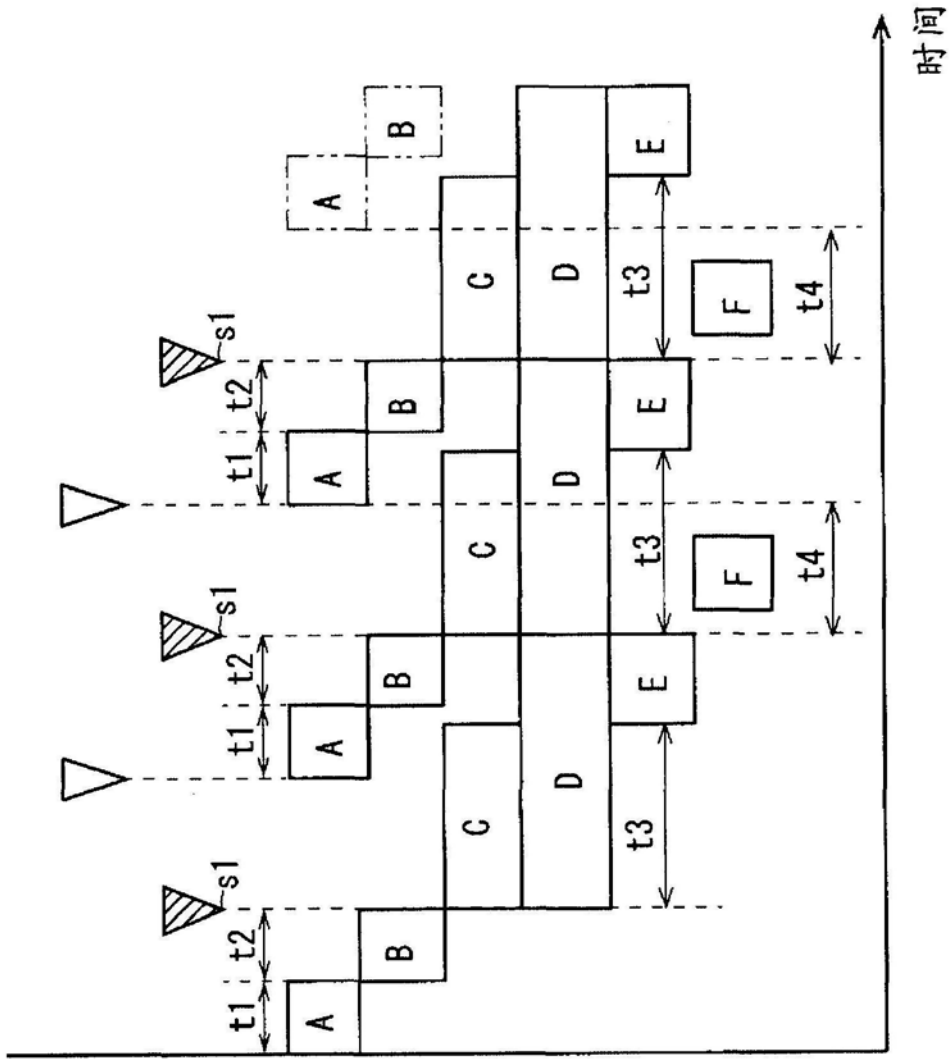 s1 s1 s1
t1 t2 t1 t2 t1 t2
A A A A
B B B B
C C C
D D D
t3 E t3 E t3 E
F F
t4 t4
时间